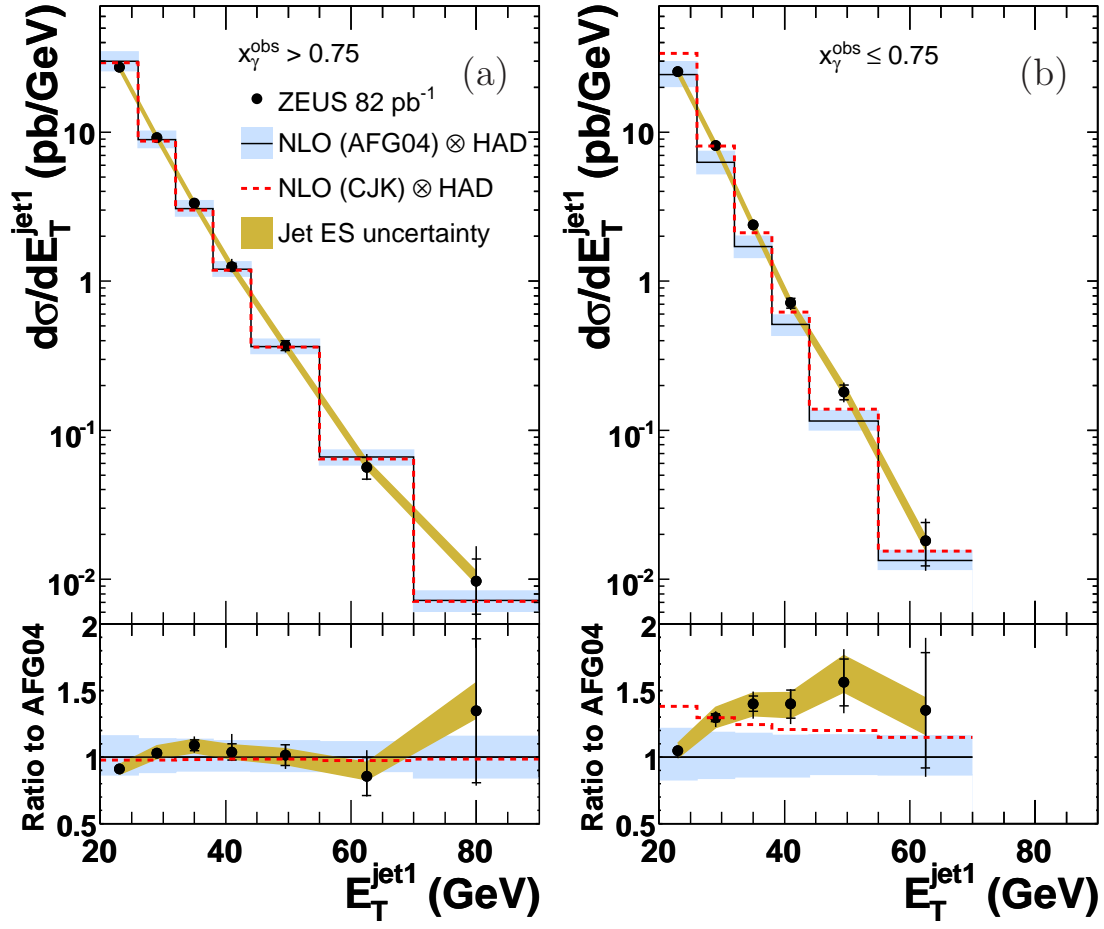 dσ/dE_T^jet1 (pb/GeV)
10
1
10^-1
10^-2
x_γ^obs > 0.75
(a)
ZEUS 82 pb^-1
NLO (AFG04) ⊗ HAD
NLO (CJK) ⊗ HAD
Jet ES uncertainty
Ratio to AFG04
2
1.5
1
0.5
20 40 60 80
E_T^jet1 (GeV)
dσ/dE_T^jet1 (pb/GeV)
10
1
10^-1
10^-2
x_γ^obs ≤ 0.75
(b)
Ratio to AFG04
2
1.5
1
0.5
20 40 60 80
E_T^jet1 (GeV)